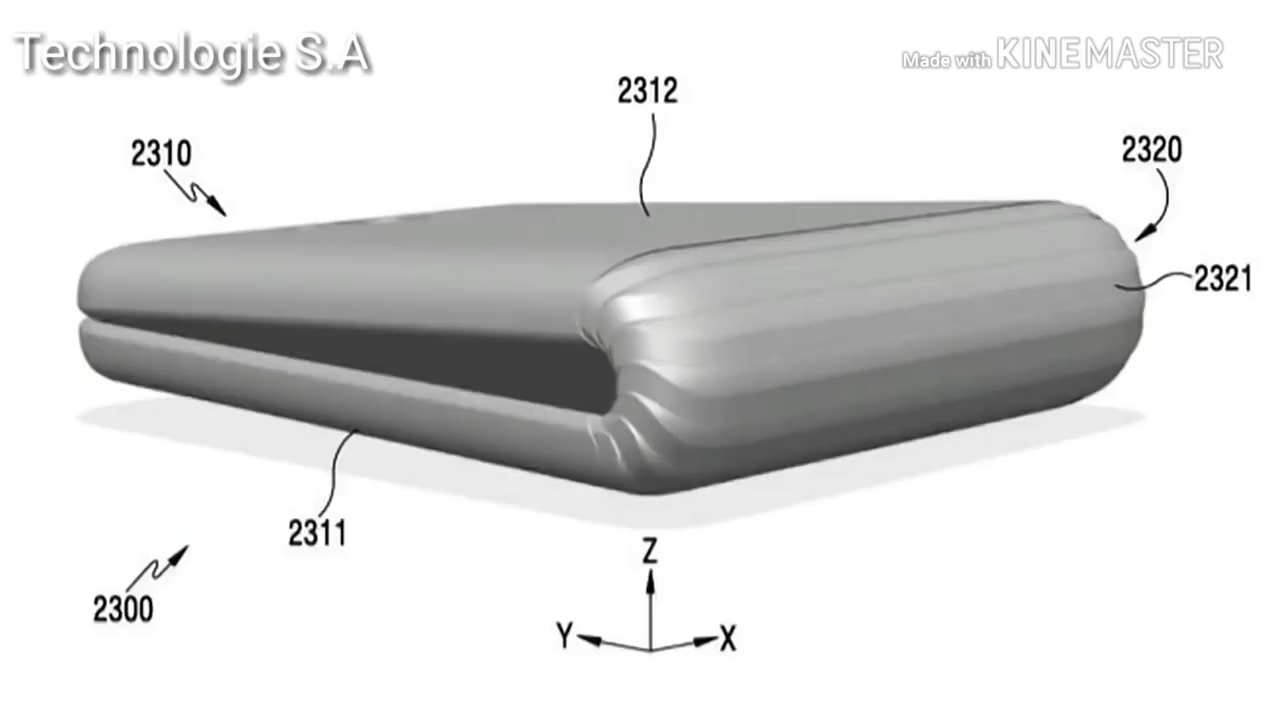 Technologie S.A
Made with KINEMASTER
2312
2310
2320
2321
2311
2300
Z
Y
X